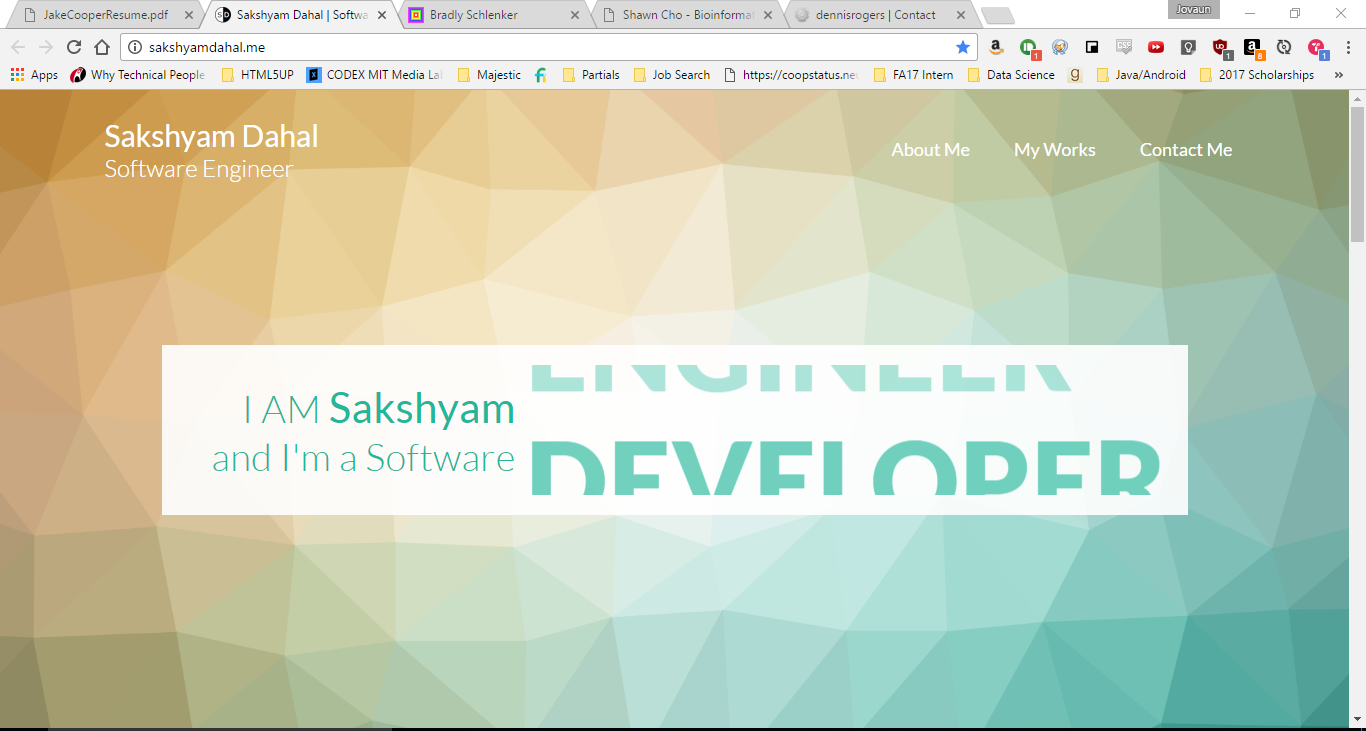 JakeCooperResume.pdf
Sakshyam Dahal | Softwa
Bradly Schlenker
Shawn Cho - Bioinformat
dennisrogers | Contact
Jovaun
sakshyamdahal.me
Apps
Why Technical People
HTML5UP
CODEX MIT Media La
Majestic
Partials
Job Search
https://coopstatus.ne
FA17 Intern
Data Science
Java/Android
2017 Scholarships
Sakshyam Dahal
Software Engineer
About Me
My Works
Contact Me
I AM Sakshyam
and I'm a Software
ENGINEER
DEVELOPER